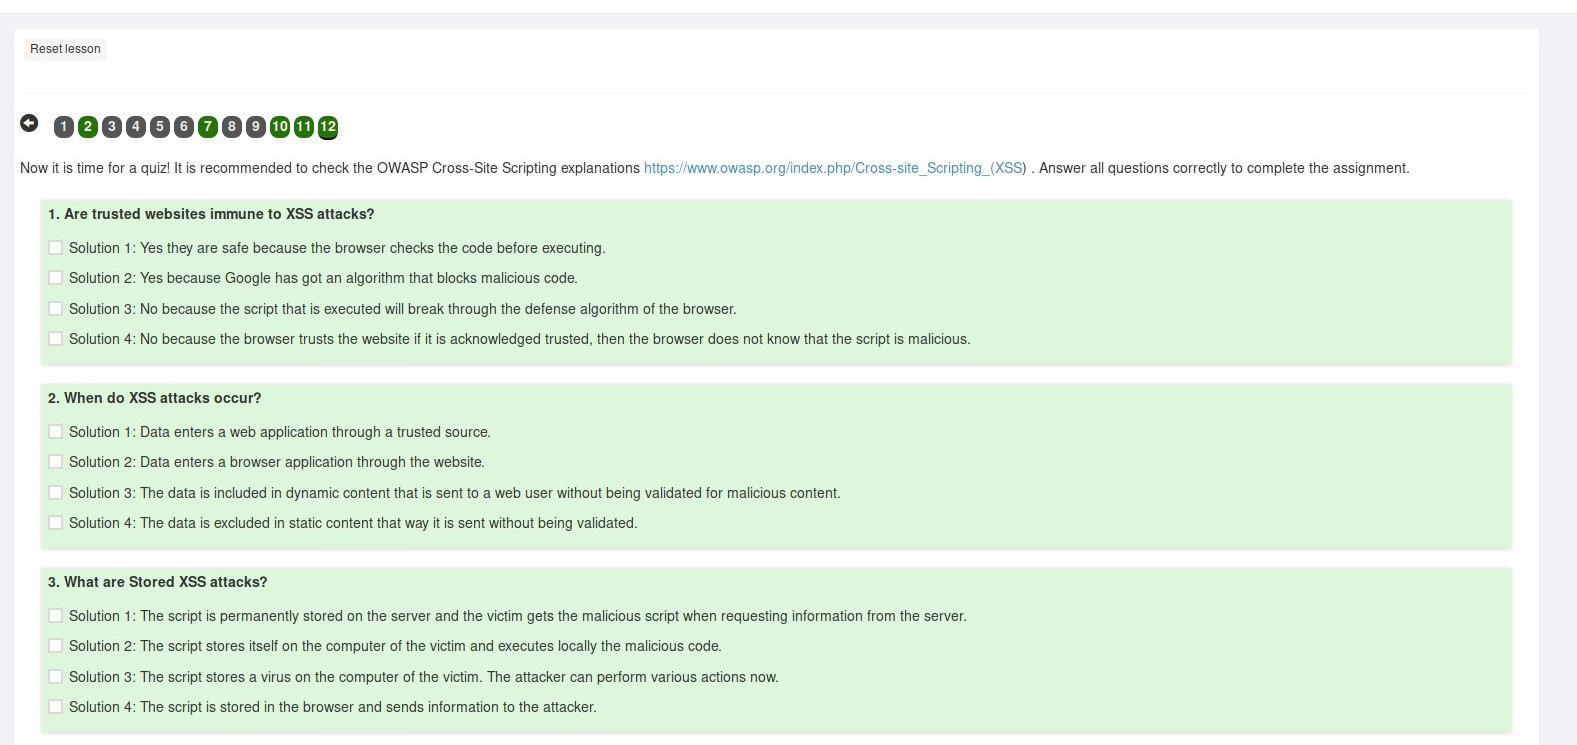 Reset lesson
1 2 3 4 5 6 7 8 9 10 11 12
Now it is time for a quiz! It is recommended to check the OWASP Cross-Site Scripting explanations https://www.owasp.org/index.php/Cross-site_Scripting_(XSS) . Answer all questions correctly to complete the assignment.
1. Are trusted websites immune to XSS attacks?
Solution 1: Yes they are safe because the browser checks the code before executing.
Solution 2: Yes because Google has got an algorithm that blocks malicious code.
Solution 3: No because the script that is executed will break through the defense algorithm of the browser.
Solution 4: No because the browser trusts the website if it is acknowledged trusted, then the browser does not know that the script is malicious.
2. When do XSS attacks occur?
Solution 1: Data enters a web application through a trusted source.
Solution 2: Data enters a browser application through the website.
Solution 3: The data is included in dynamic content that is sent to a web user without being validated for malicious content.
Solution 4: The data is excluded in static content that way it is sent without being validated.
3. What are Stored XSS attacks?
Solution 1: The script is permanently stored on the server and the victim gets the malicious script when requesting information from the server.
Solution 2: The script stores itself on the computer of the victim and executes locally the malicious code.
Solution 3: The script stores a virus on the computer of the victim. The attacker can perform various actions now.
Solution 4: The script is stored in the browser and sends information to the attacker.